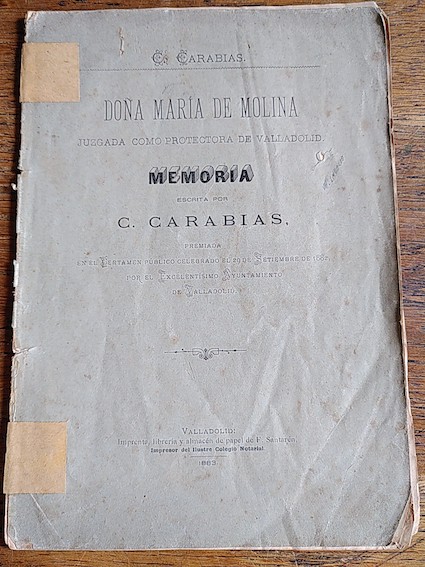 C. CARABIAS.
DOÑA MARÍA DE MOLINA
JUZGADA COMO PROTECTORA DE VALLADOLID.
MEMORIA
ESCRITA POR
C. CARABIAS,
PREMIADA
EN EL CERTAMEN PÚBLICO CELEBRADO EL 29 DE SETIEMBRE DE
POR EL EXCELENTÍSIMO AYUNTAMIENTO
DE VALLADOLID.
VALLADOLID:
Imprenta, librería y almacén de papel de F. Santarén,
Impresor del Ilustre Colegio Notarial.
1883